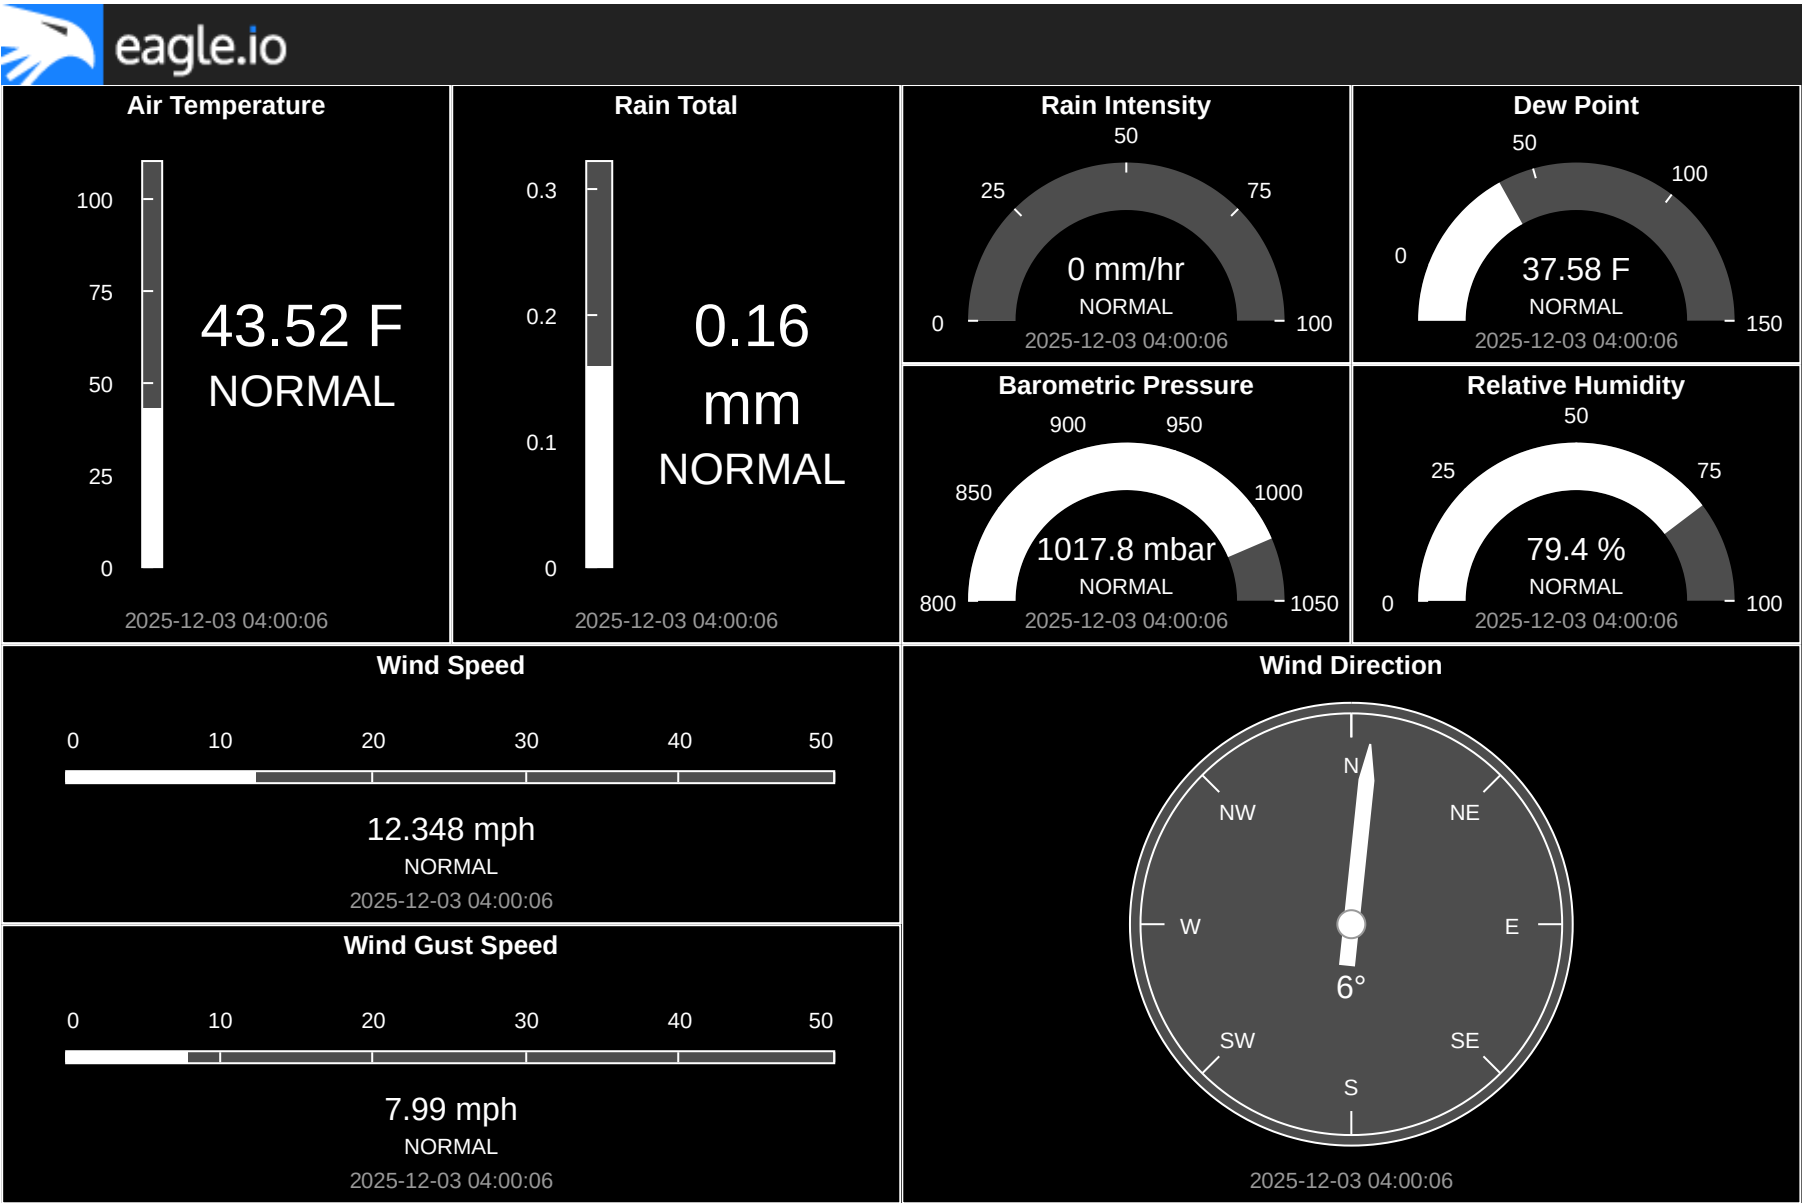 eagle.io
Air Temperature
100
75
50
25
0
43.52 F
NORMAL
2025-12-03 04:00:06
Rain Total
0.3
0.2
0.1
0
0.16
mm
NORMAL
2025-12-03 04:00:06
Rain Intensity
50
25
75
0
100
0 mm/hr
NORMAL
2025-12-03 04:00:06
Dew Point
50
100
0
150
37.58 F
NORMAL
2025-12-03 04:00:06
Barometric Pressure
900
950
850
1000
800
1050
1017.8 mbar
NORMAL
2025-12-03 04:00:06
Relative Humidity
50
25
75
0
100
79.4 %
NORMAL
2025-12-03 04:00:06
Wind Speed
0 10 20 30 40 50
12.348 mph
NORMAL
2025-12-03 04:00:06
Wind Gust Speed
0 10 20 30 40 50
7.99 mph
NORMAL
2025-12-03 04:00:06
Wind Direction
N
NW
NE
W
E
6°
SW
SE
S
2025-12-03 04:00:06